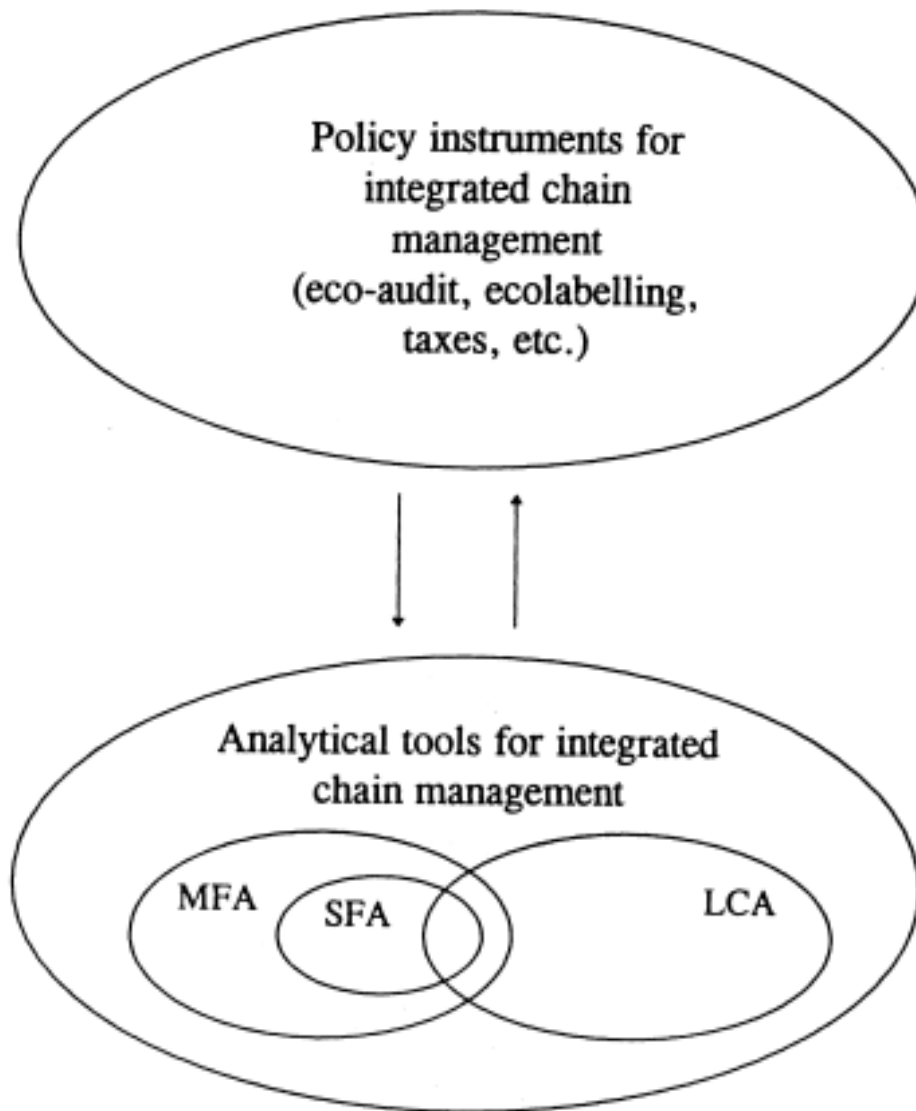 Policy instruments for
integrated chain
management
(eco-audit, ecolabelling,
taxes, etc.)
Analytical tools for integrated
chain management
MFA
SFA
LCA